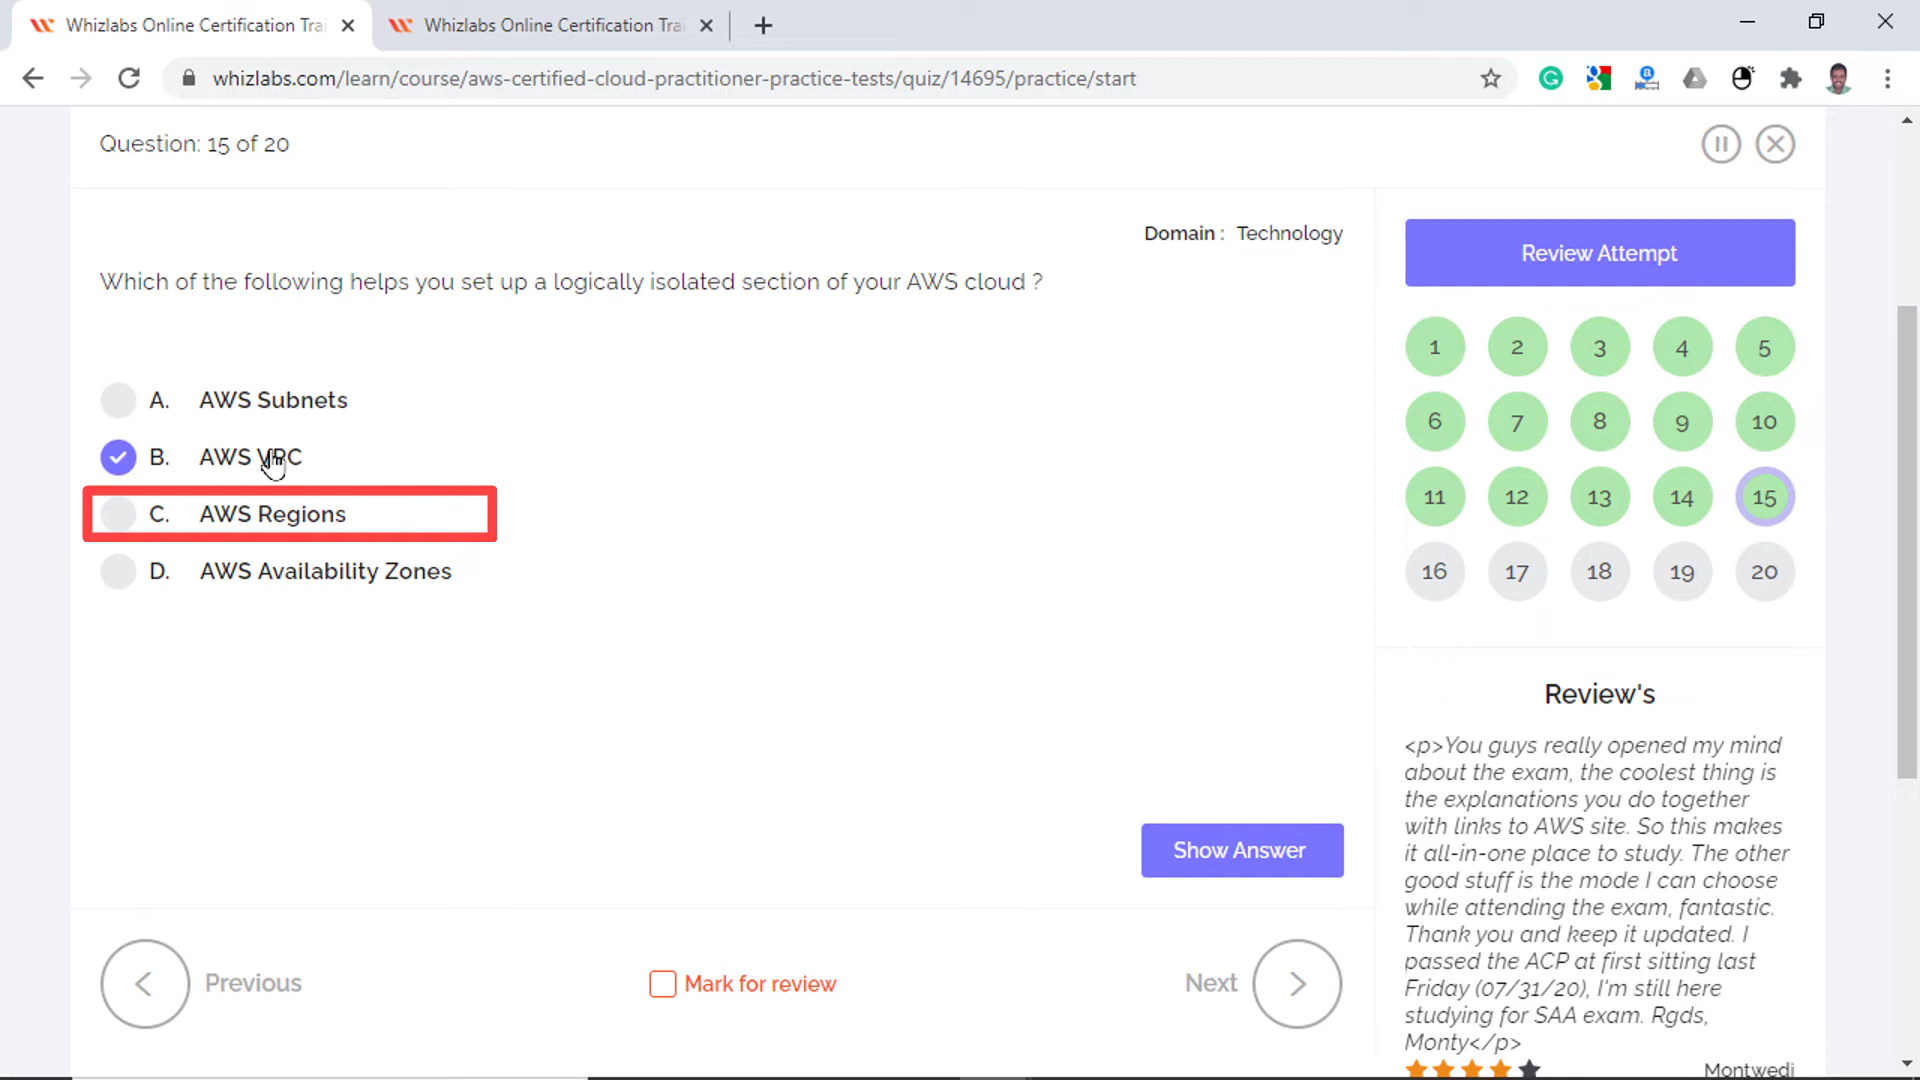 Whizlabs Online Certification Trai
Whizlabs Online Certification Trai
whizlabs.com/learn/course/aws-certified-cloud-practitioner-practice-tests/quiz/14695/practice/start
Question: 15 of 20
Domain : Technology
Which of the following helps you set up a logically isolated section of your AWS cloud ?
A. AWS Subnets
B. AWS VPC
C. AWS Regions
D. AWS Availability Zones
Show Answer
Previous
Mark for review
Next
Review Attempt
1 2 3 4 5
6 7 8 9 10
11 12 13 14 15
16 17 18 19 20
Review's
<p>You guys really opened my mind
about the exam, the coolest thing is
the explanations you do together
with links to AWS site. So this makes
it all-in-one place to study. The other
good stuff is the mode I can choose
while attending the exam, fantastic.
Thank you and keep it updated. I
passed the ACP at first sitting last
Friday (07/31/20), I'm still here
studying for SAA exam. Rgds,
Monty</p>
Montwedi